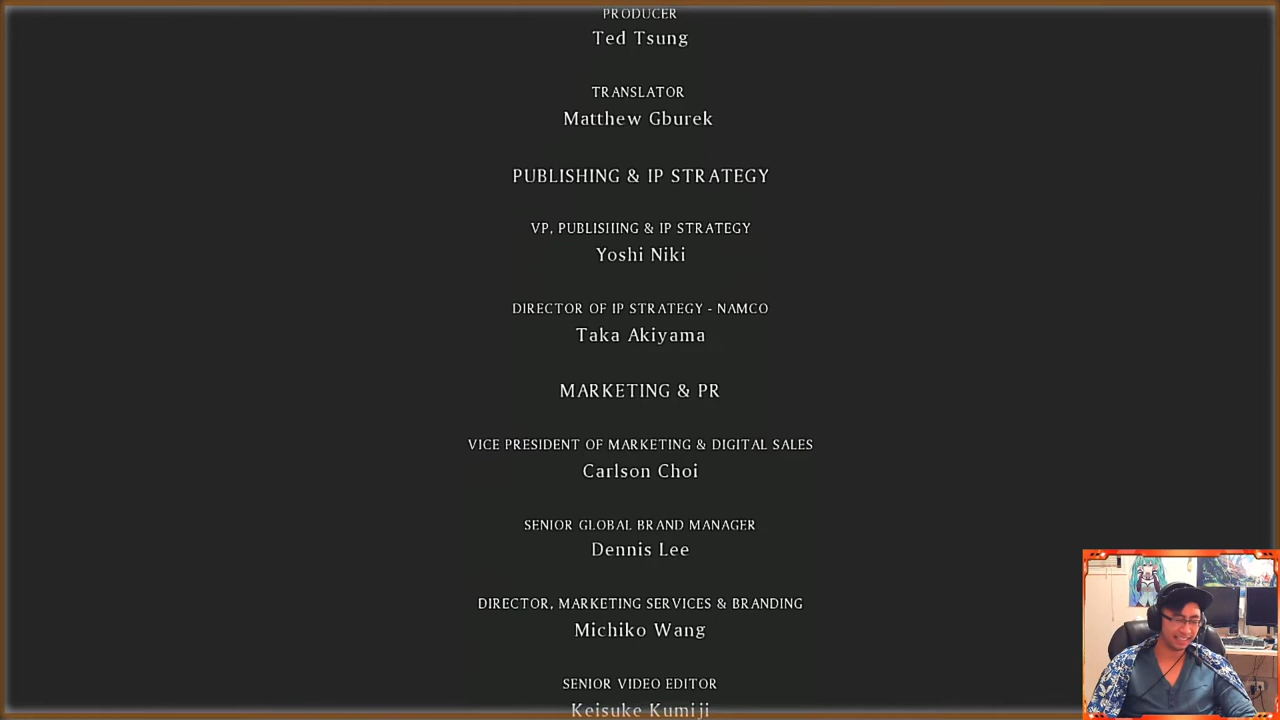 PRODUCER
Ted Tsung
TRANSLATOR
Matthew Gburek
PUBLISHING & IP STRATEGY
VP, PUBLISHING & IP STRATEGY
Yoshi Niki
DIRECTOR OF IP STRATEGY - NAMCO
Taka Akiyama
MARKETING & PR
VICE PRESIDENT OF MARKETING & DIGITAL SALES
Carlson Choi
SENIOR GLOBAL BRAND MANAGER
Dennis Lee
DIRECTOR, MARKETING SERVICES & BRANDING
Michiko Wang
SENIOR VIDEO EDITOR
Keisuke Kumiji